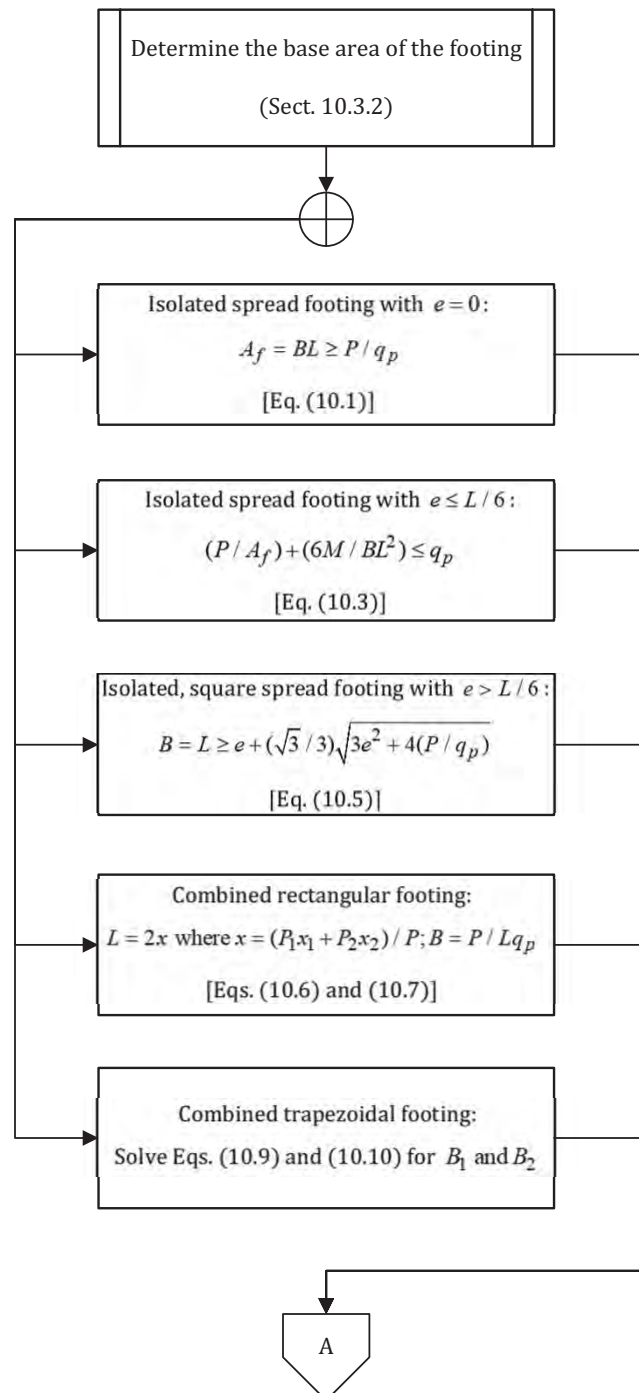 Determine the base area of the footing
(Sect. 10.3.2)
Isolated spread footing with e = 0:
A_f = BL ≥ P / q_p
[Eq. (10.1)]
Isolated spread footing with e ≤ L / 6:
(P / A_f) + (6M / BL²) ≤ q_p
[Eq. (10.3)]
Isolated, square spread footing with e > L / 6:
B = L ≥ e + (√3 / 3)√(3e² + 4(P / q_p))
[Eq. (10.5)]
Combined rectangular footing:
L = 2x where x = (P₁x₁ + P₂x₂) / P; B = P / Lq_p
[Eqs. (10.6) and (10.7)]
Combined trapezoidal footing:
Solve Eqs. (10.9) and (10.10) for B₁ and B₂
A